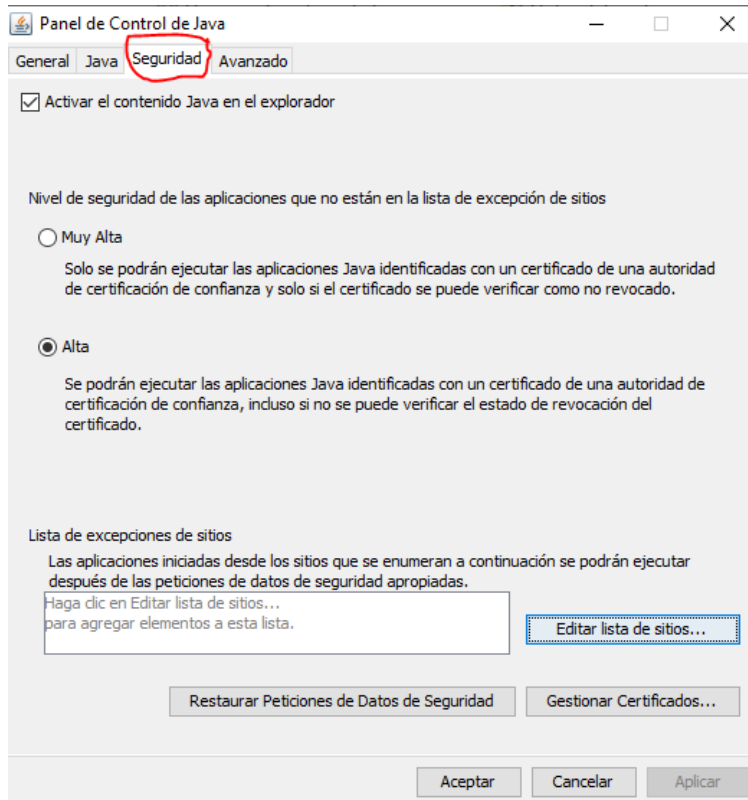 Panel de Control de Java
General Java Seguridad Avanzado
Activar el contenido Java en el explorador
Nivel de seguridad de las aplicaciones que no están en la lista de excepción de sitios
Muy Alta
Solo se podrán ejecutar las aplicaciones Java identificadas con un certificado de una autoridad
de certificación de confianza y solo si el certificado se puede verificar como no revocado.
Alta
Se podrán ejecutar las aplicaciones Java identificadas con un certificado de una autoridad de
certificación de confianza, incluso si no se puede verificar el estado de revocación del
certificado.
Lista de excepciones de sitios
Las aplicaciones iniciadas desde los sitios que se enumeran a continuación se podrán ejecutar
después de las peticiones de datos de seguridad apropiadas.
Haga clic en Editar lista de sitios...
para agregar elementos a esta lista.
Editar lista de sitios...
Restaurar Peticiones de Datos de Seguridad Gestionar Certificados...
Aceptar Cancelar Aplicar